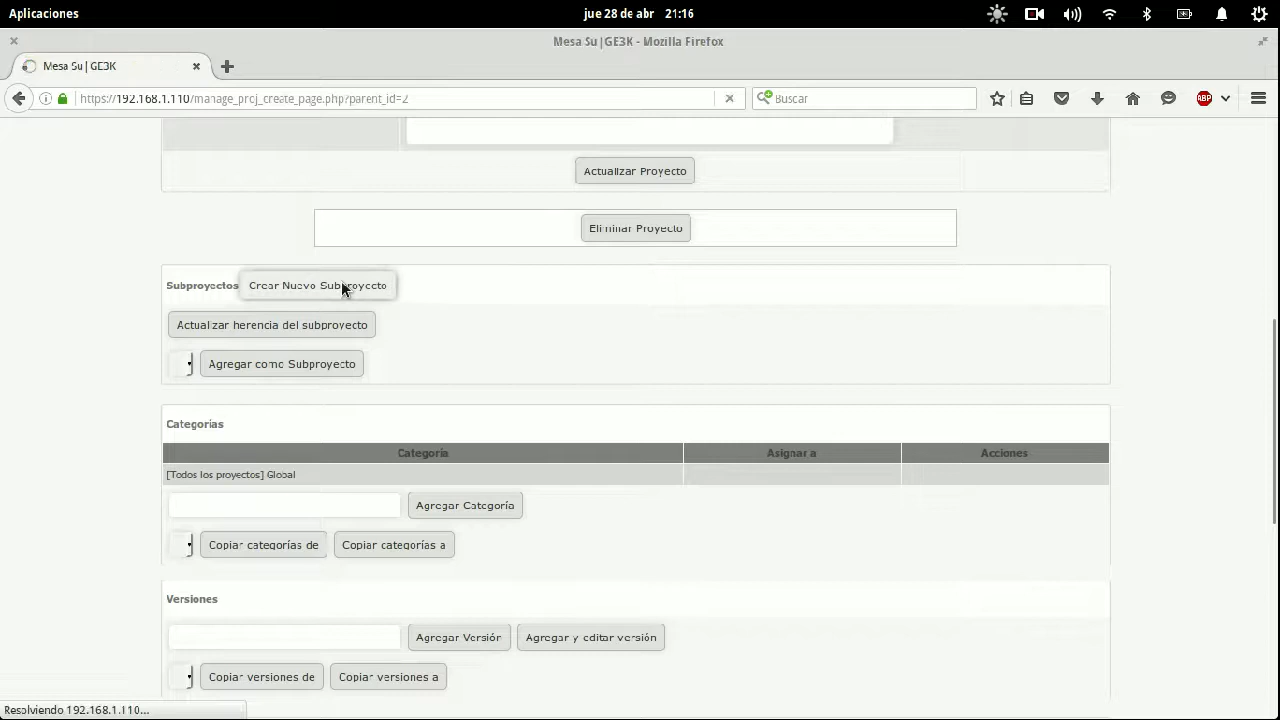 Aplicaciones jue 28 de abr 21:16
Mesa Su|GE3K - Mozilla Firefox
Mesa Su|GE3K
https://192.168.1.110/manage_proj_create_page.php?parent_id=2 Buscar ABP
Actualizar Proyecto
Eliminar Proyecto
Subproyectos Crear Nuevo Subproyecto
Actualizar herencia del subproyecto
Agregar como Subproyecto
Categorías
Categoría Asignar a Acciones
[Todos los proyectos] Global
Agregar Categoría
Copiar categorías de Copiar categorías a
Versiones
Agregar Versión Agregar y editar versión
Copiar versiones de Copiar versiones a
Resolviendo 192.168.1.110...